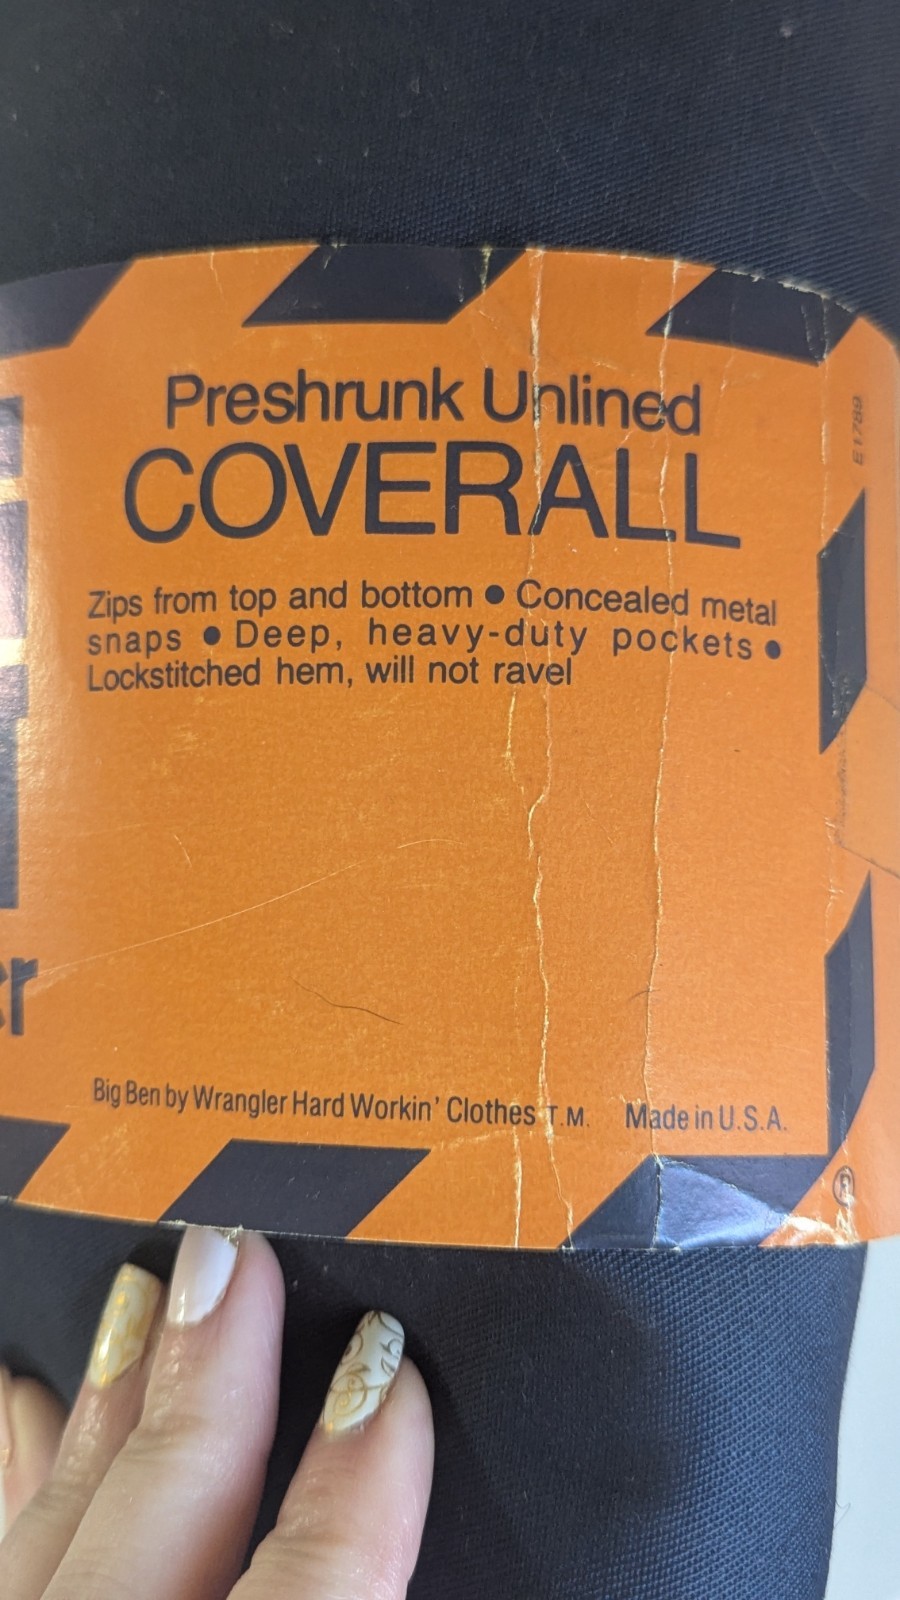 Preshrunk Unlined
COVERALL
Zips from top and bottom ● Concealed metal
snaps ● Deep, heavy-duty pockets ●
Lockstitched hem, will not ravel
Big Ben by Wrangler Hard Workin' Clothes T.M. Made in U.S.A.
E1789
®